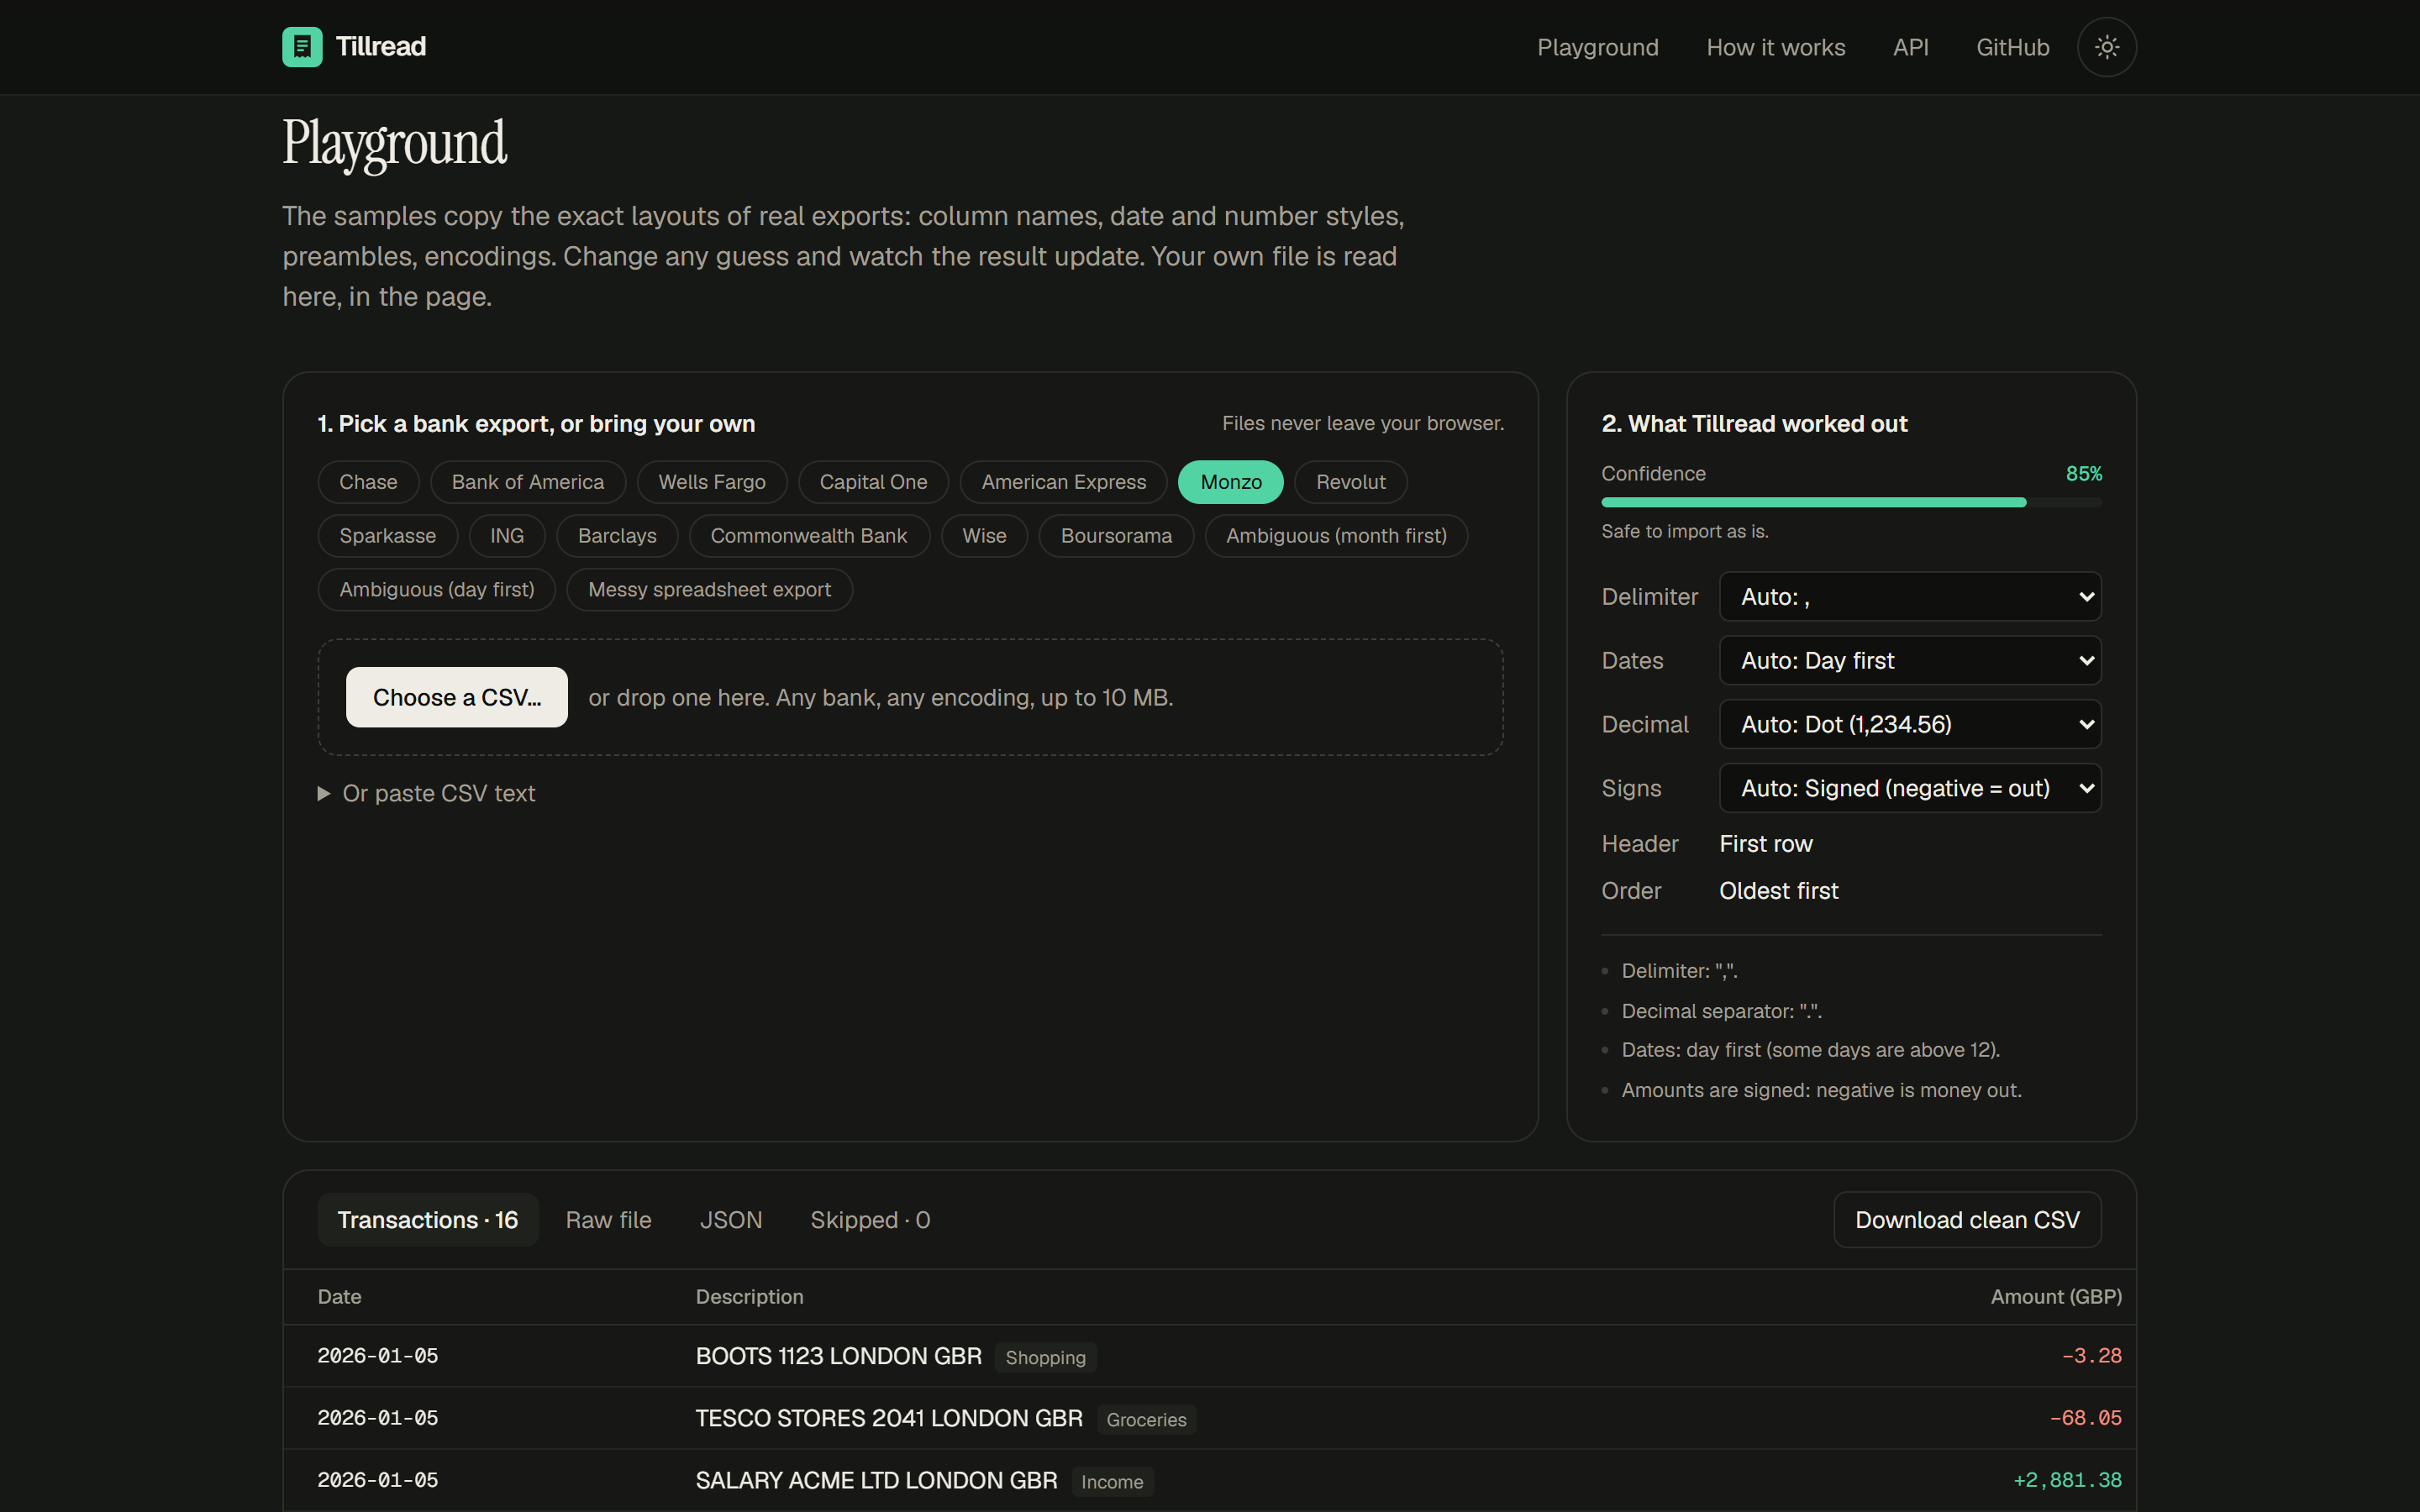 Tillread
Playground
How it works
API
GitHub
Playground
The samples copy the exact layouts of real exports: column names, date and number styles,
preambles, encodings. Change any guess and watch the result update. Your own file is read
here, in the page.
1. Pick a bank export, or bring your own
Files never leave your browser.
Chase
Bank of America
Wells Fargo
Capital One
American Express
Monzo
Revolut
Sparkasse
ING
Barclays
Commonwealth Bank
Wise
Boursorama
Ambiguous (month first)
Ambiguous (day first)
Messy spreadsheet export
Choose a CSV...
or drop one here. Any bank, any encoding, up to 10 MB.
Or paste CSV text
2. What Tillread worked out
Confidence 85%
Safe to import as is.
Delimiter Auto: ,
Dates Auto: Day first
Decimal Auto: Dot (1,234.56)
Signs Auto: Signed (negative = out)
Header First row
Order Oldest first
Delimiter: ",".
Decimal separator: ".".
Dates: day first (some days are above 12).
Amounts are signed: negative is money out.
Transactions · 16
Raw file
JSON
Skipped · 0
Download clean CSV
Date Description Amount (GBP)
2026-01-05 BOOTS 1123 LONDON GBR Shopping −3.28
2026-01-05 TESCO STORES 2041 LONDON GBR Groceries −68.05
2026-01-05 SALARY ACME LTD LONDON GBR Income +2,881.38